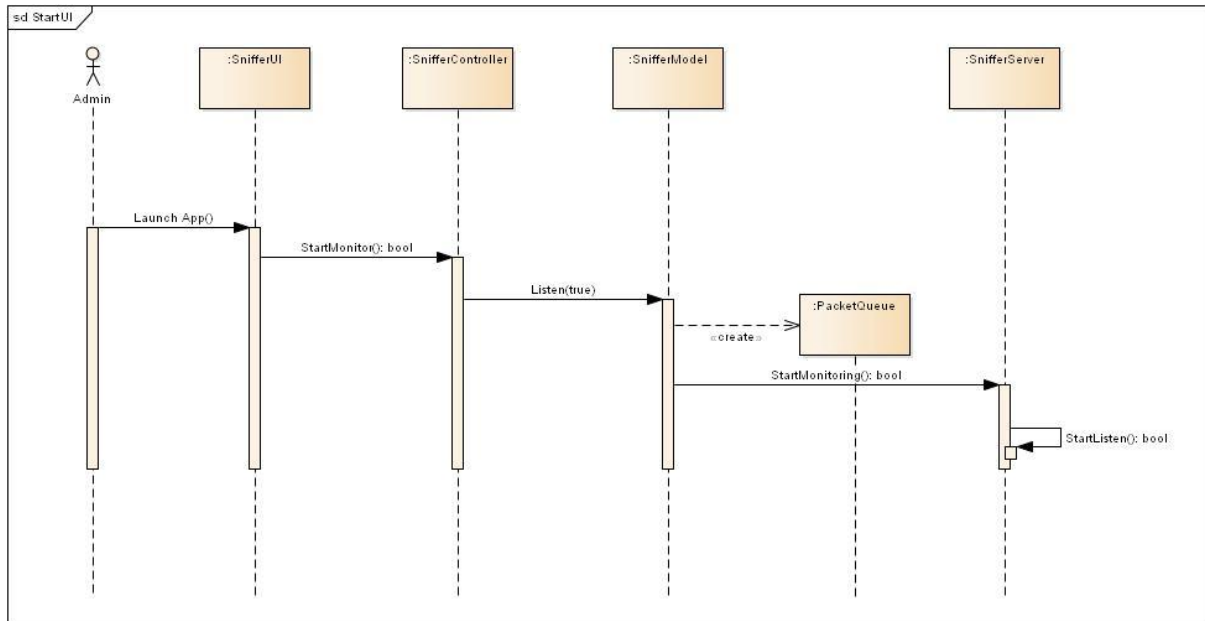 sd StartUI
:SnifferUI
:SnifferController
:SnifferModel
:SnifferServer
Admin
Launch App()
StartMonitor(): bool
Listen(true)
:PacketQueue
«create»
StartMonitoring(): bool
StartListen(): bool